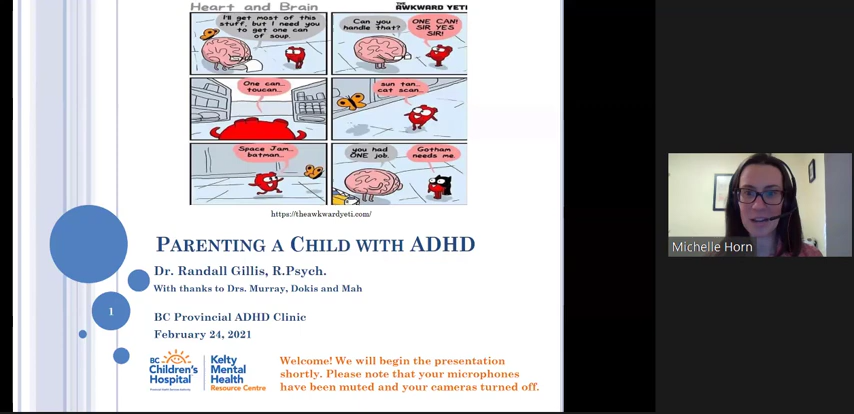 Heart and Brain
THE
AWKWARD YETI
I'll get most of this
stuff, but I need you
to get one can
of soup.
Can you
handle that?
ONE CAN!
SIR YES
SIR!
One can...
toucan...
sun tan...
cat scan...
Space Jam...
batman...
you had
ONE job.
Gotham
needs me.
https://theawkwardyeti.com/
PARENTING A CHILD WITH ADHD
Dr. Randall Gillis, R.Psych.
With thanks to Drs. Murray, Dokis and Mah
1
BC Provincial ADHD Clinic
February 24, 2021
BC
Children's
Hospital
Provincial Health Services Authority
Kelty
Mental
Health
Resource Centre
Welcome! We will begin the presentation
shortly. Please note that your microphones
have been muted and your cameras turned off.
Michelle Horn